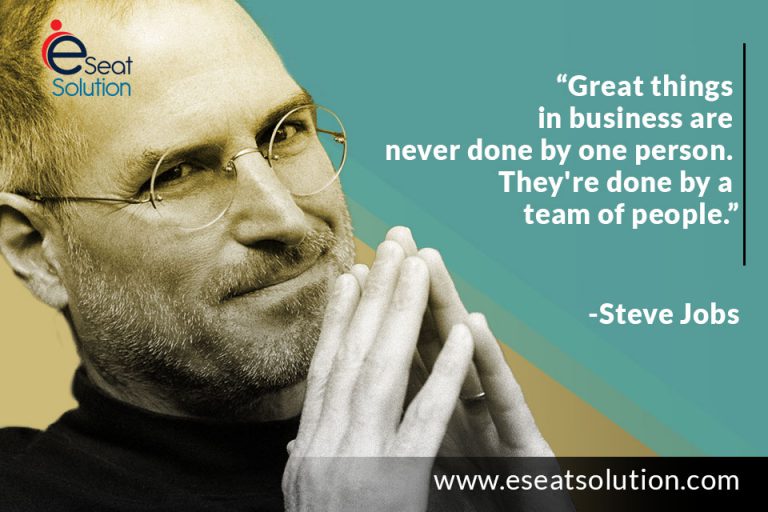 e Seat
Solution
“Great things
in business are
never done by one person.
They're done by a
team of people.”
-Steve Jobs
www.eseatsolution.com